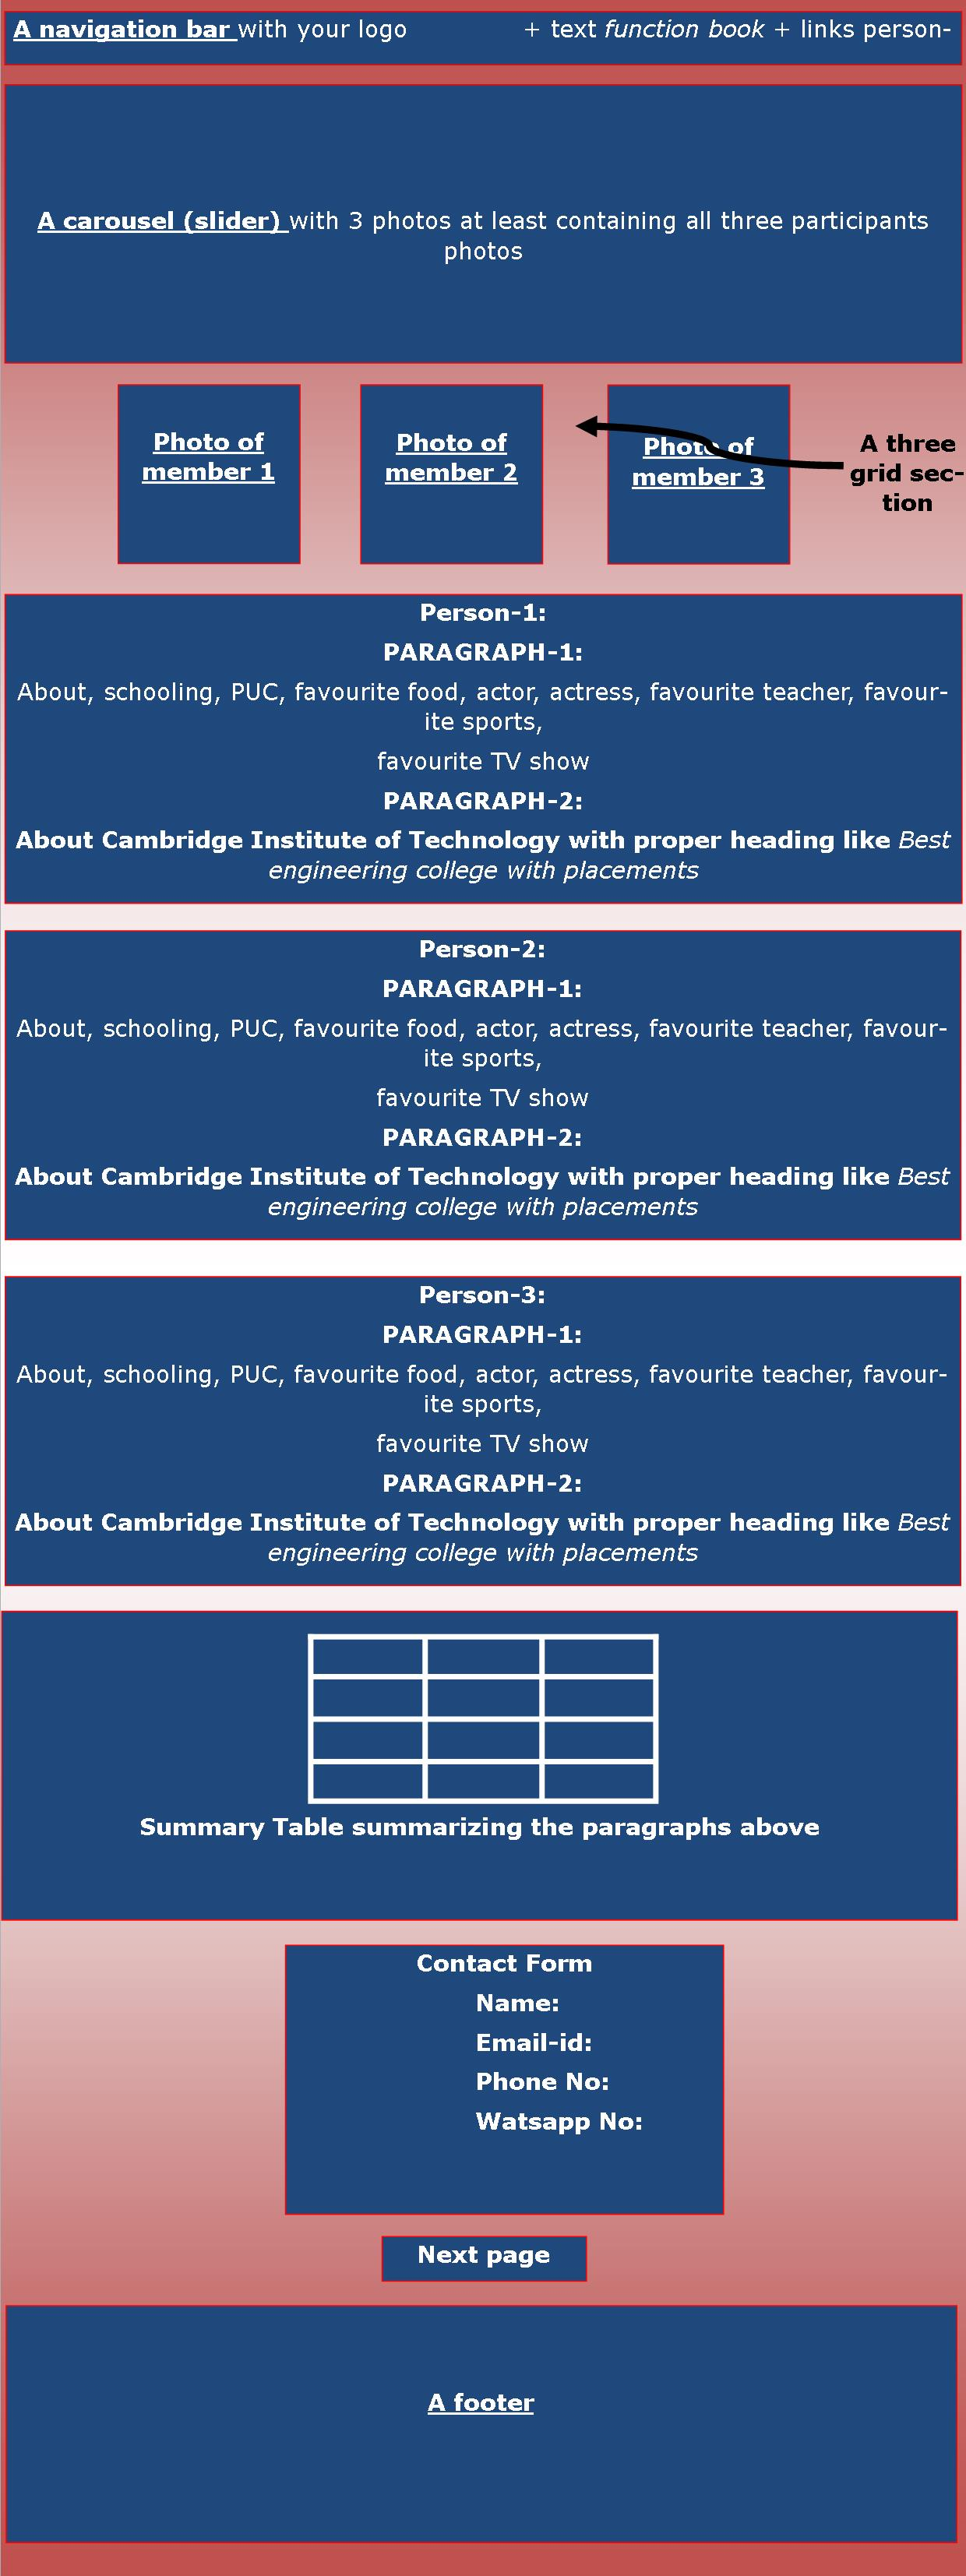 A navigation bar with your logo + text function book + links person-
A carousel (slider) with 3 photos at least containing all three participants
photos
Photo of
member 1
Photo of
member 2
Photo of
member 3
A three
grid sec-
tion
Person-1:
PARAGRAPH-1:
About, schooling, PUC, favourite food, actor, actress, favourite teacher, favour-
ite sports,
favourite TV show
PARAGRAPH-2:
About Cambridge Institute of Technology with proper heading like Best
engineering college with placements
Person-2:
PARAGRAPH-1:
About, schooling, PUC, favourite food, actor, actress, favourite teacher, favour-
ite sports,
favourite TV show
PARAGRAPH-2:
About Cambridge Institute of Technology with proper heading like Best
engineering college with placements
Person-3:
PARAGRAPH-1:
About, schooling, PUC, favourite food, actor, actress, favourite teacher, favour-
ite sports,
favourite TV show
PARAGRAPH-2:
About Cambridge Institute of Technology with proper heading like Best
engineering college with placements
Summary Table summarizing the paragraphs above
Contact Form
Name:
Email-id:
Phone No:
Watsapp No:
Next page
A footer